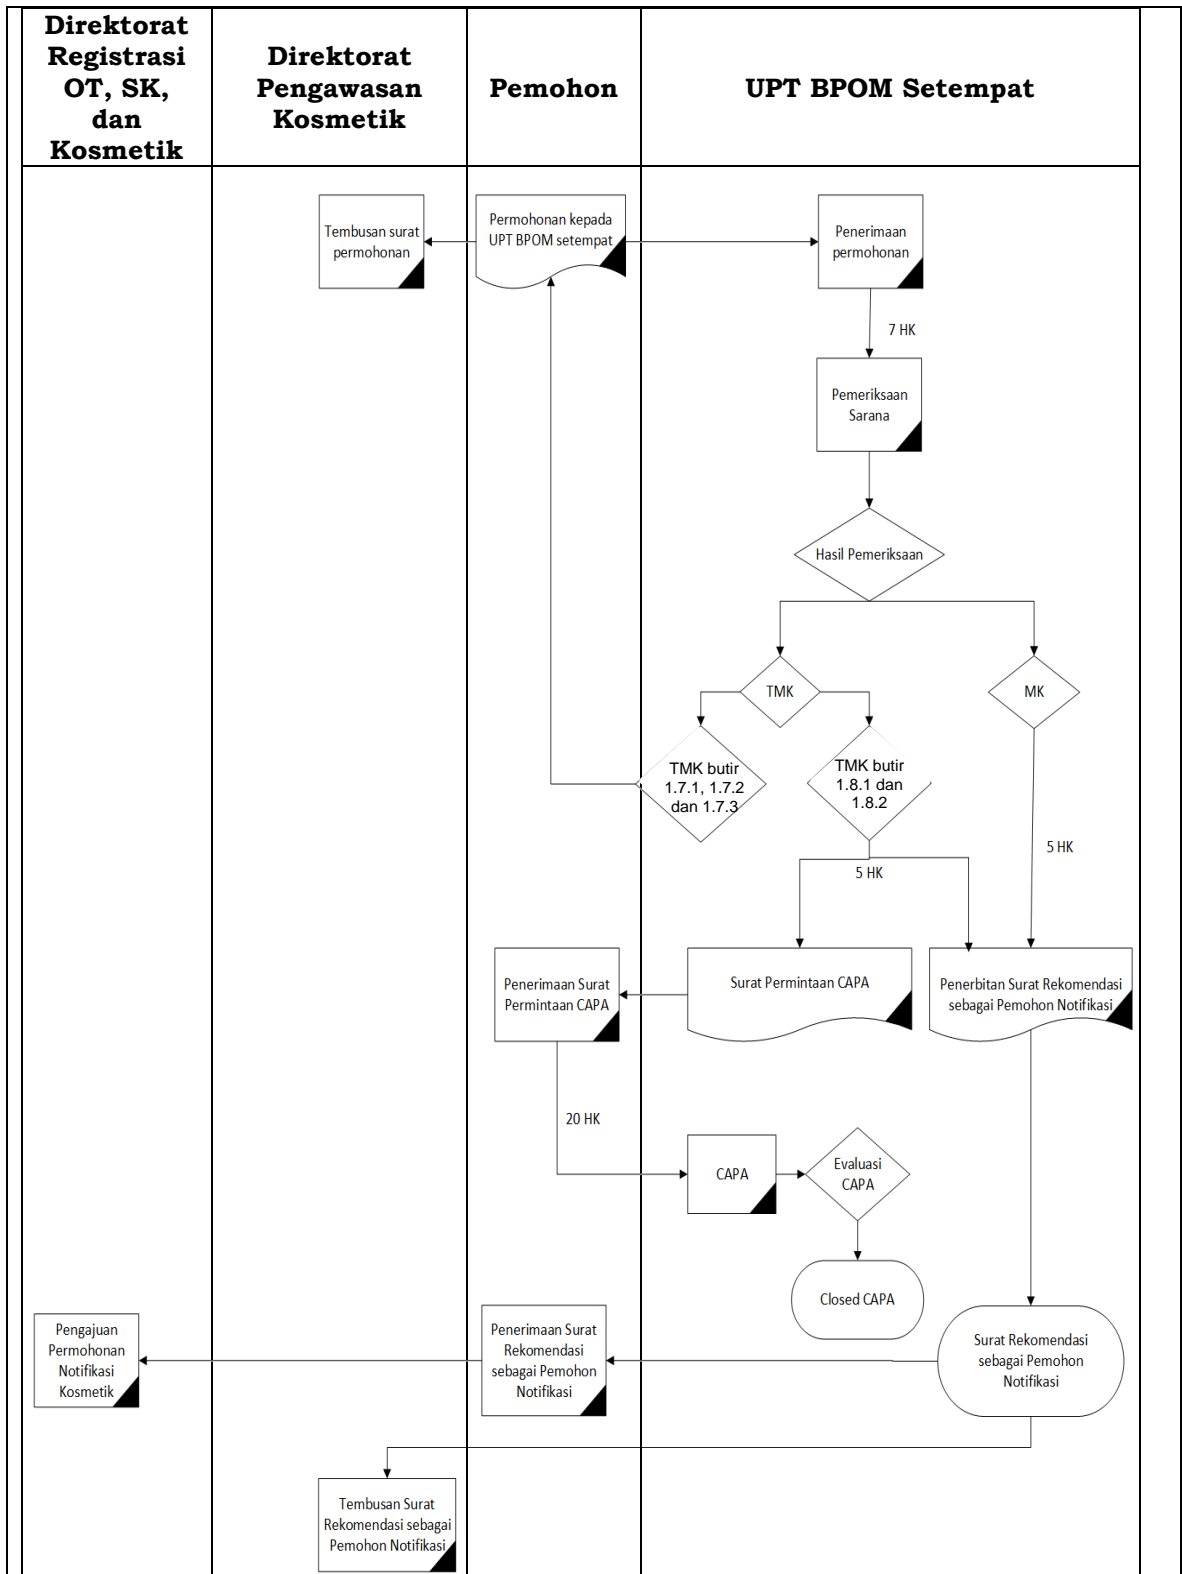 Direktorat
Registrasi
OT, SK,
dan
Kosmetik
Direktorat
Pengawasan
Kosmetik
Pemohon
UPT BPOM Setempat
Tembusan surat
permohonan
Permohonan kepada
UPT BPOM setempat
Penerimaan
permohonan
7 HK
Pemeriksaan
Sarana
Hasil Pemeriksaan
TMK
MK
TMK butir
1.7.1, 1.7.2
dan 1.7.3
TMK butir
1.8.1 dan
1.8.2
5 HK
5 HK
Penerimaan Surat
Permintaan CAPA
Surat Permintaan CAPA
Penerbitan Surat Rekomendasi
sebagai Pemohon Notifikasi
20 HK
CAPA
Evaluasi
CAPA
Closed CAPA
Pengajuan
Permohonan
Notifikasi
Kosmetik
Penerimaan Surat
Rekomendasi
sebagai Pemohon
Notifikasi
Surat Rekomendasi
sebagai Pemohon
Notifikasi
Tembusan Surat
Rekomendasi sebagai
Pemohon Notifikasi